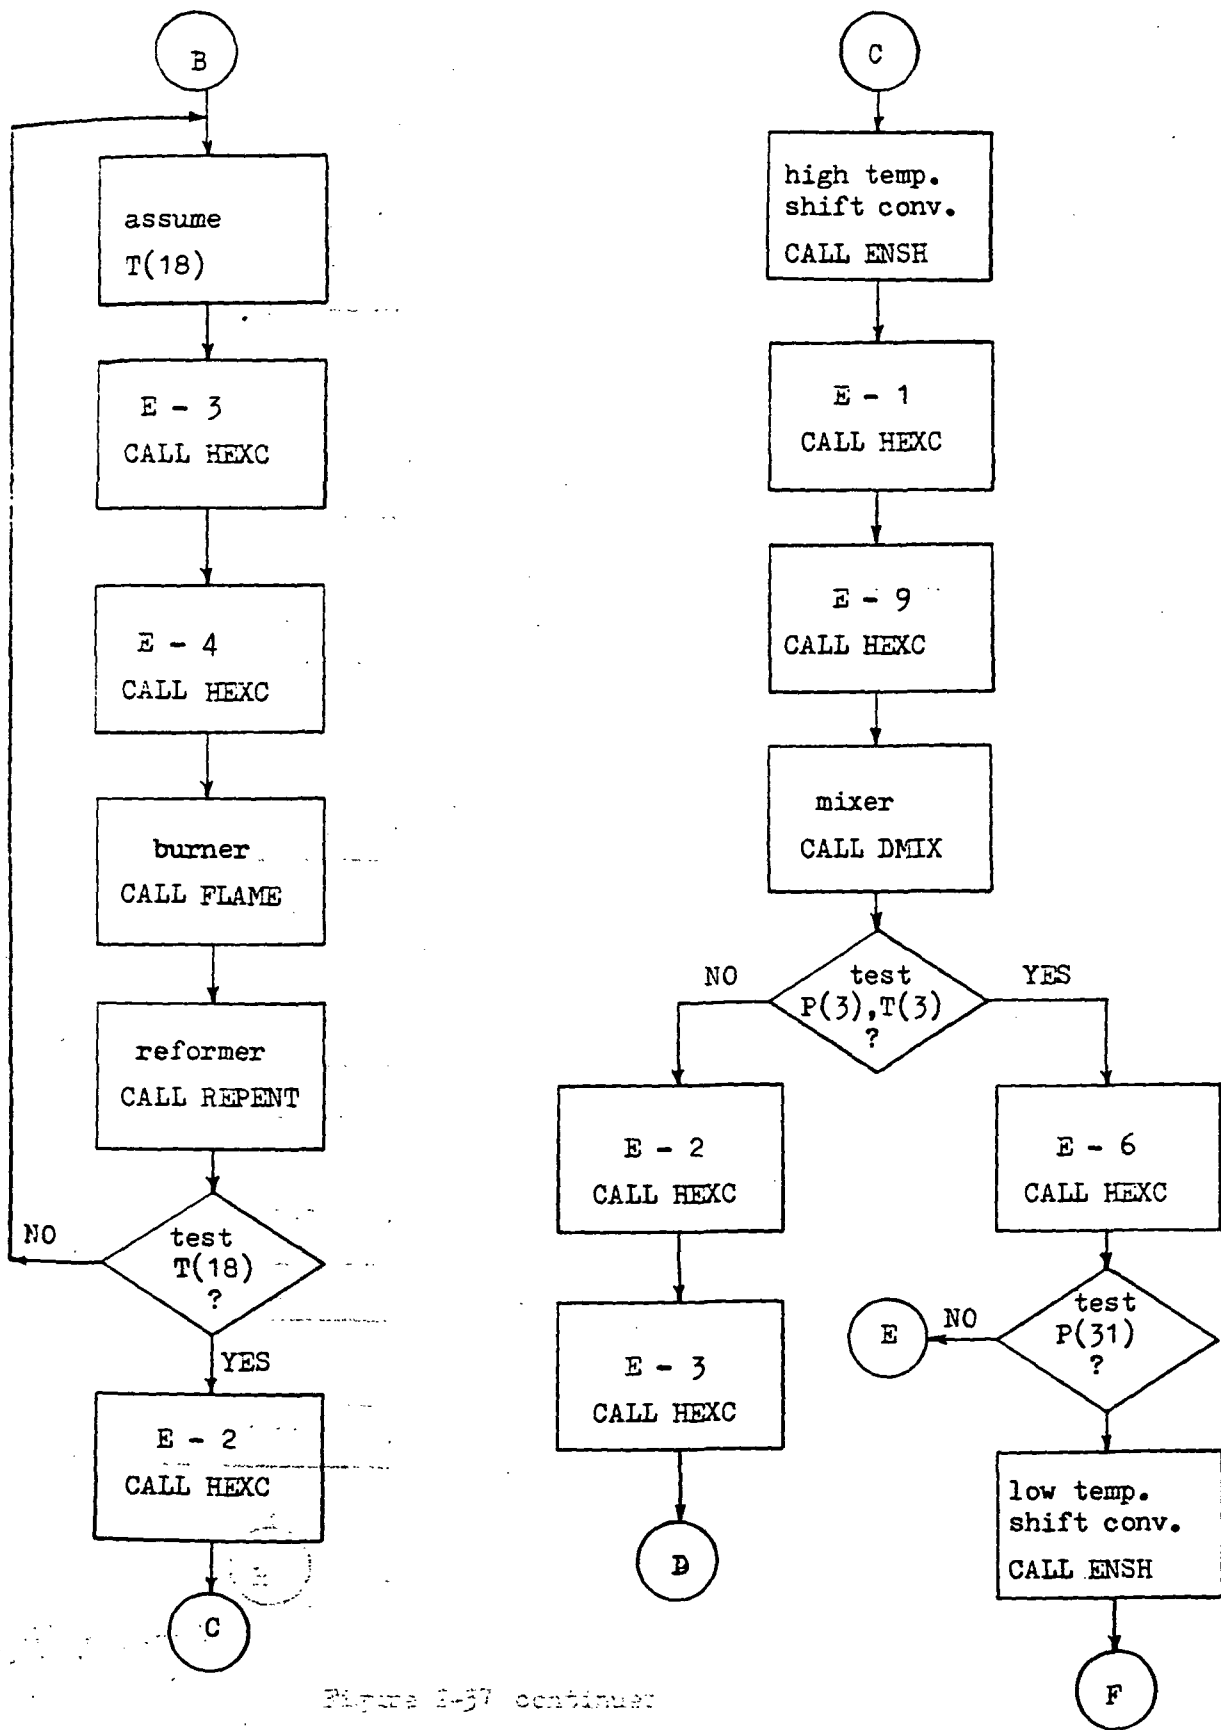 B
assume
T(18)
E - 3
CALL HEXC
E - 4
CALL HEXC
burner
CALL FLAME
reformer
CALL REPENT
test
T(18)
?
NO
YES
E - 2
CALL HEXC
C
C
high temp.
shift conv.
CALL ENSH
E - 1
CALL HEXC
E - 9
CALL HEXC
mixer
CALL DMIX
test
P(3),T(3)
?
NO
YES
E - 2
CALL HEXC
E - 3
CALL HEXC
D
E - 6
CALL HEXC
test
P(31)
?
NO
E
low temp.
shift conv.
CALL ENSH
F
Figure 2-37